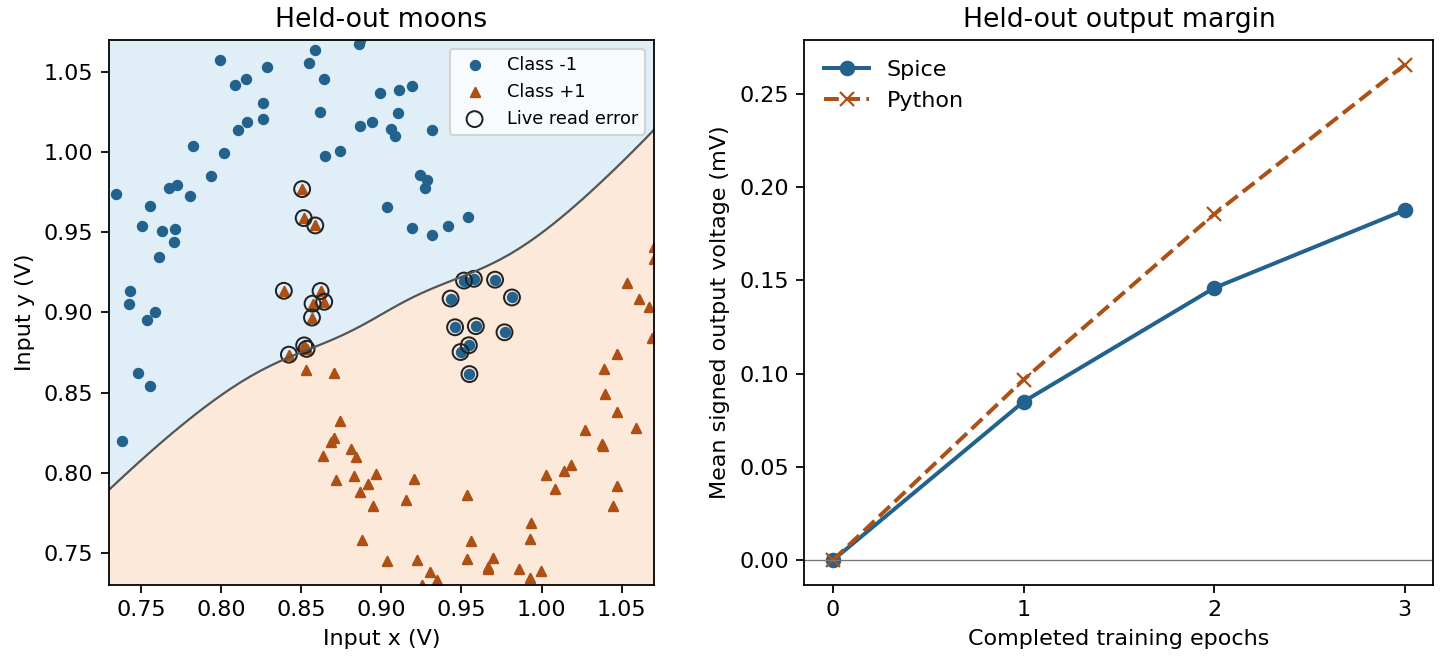 Held-out moons
Class -1
Class +1
Live read error
1.05
1.00
0.95
0.90
0.85
0.80
0.75
Input y (V)
0.75 0.80 0.85 0.90 0.95 1.00 1.05
Input x (V)
Held-out output margin
Spice
Python
0.25
0.20
0.15
0.10
0.05
0.00
Mean signed output voltage (mV)
0 1 2 3
Completed training epochs